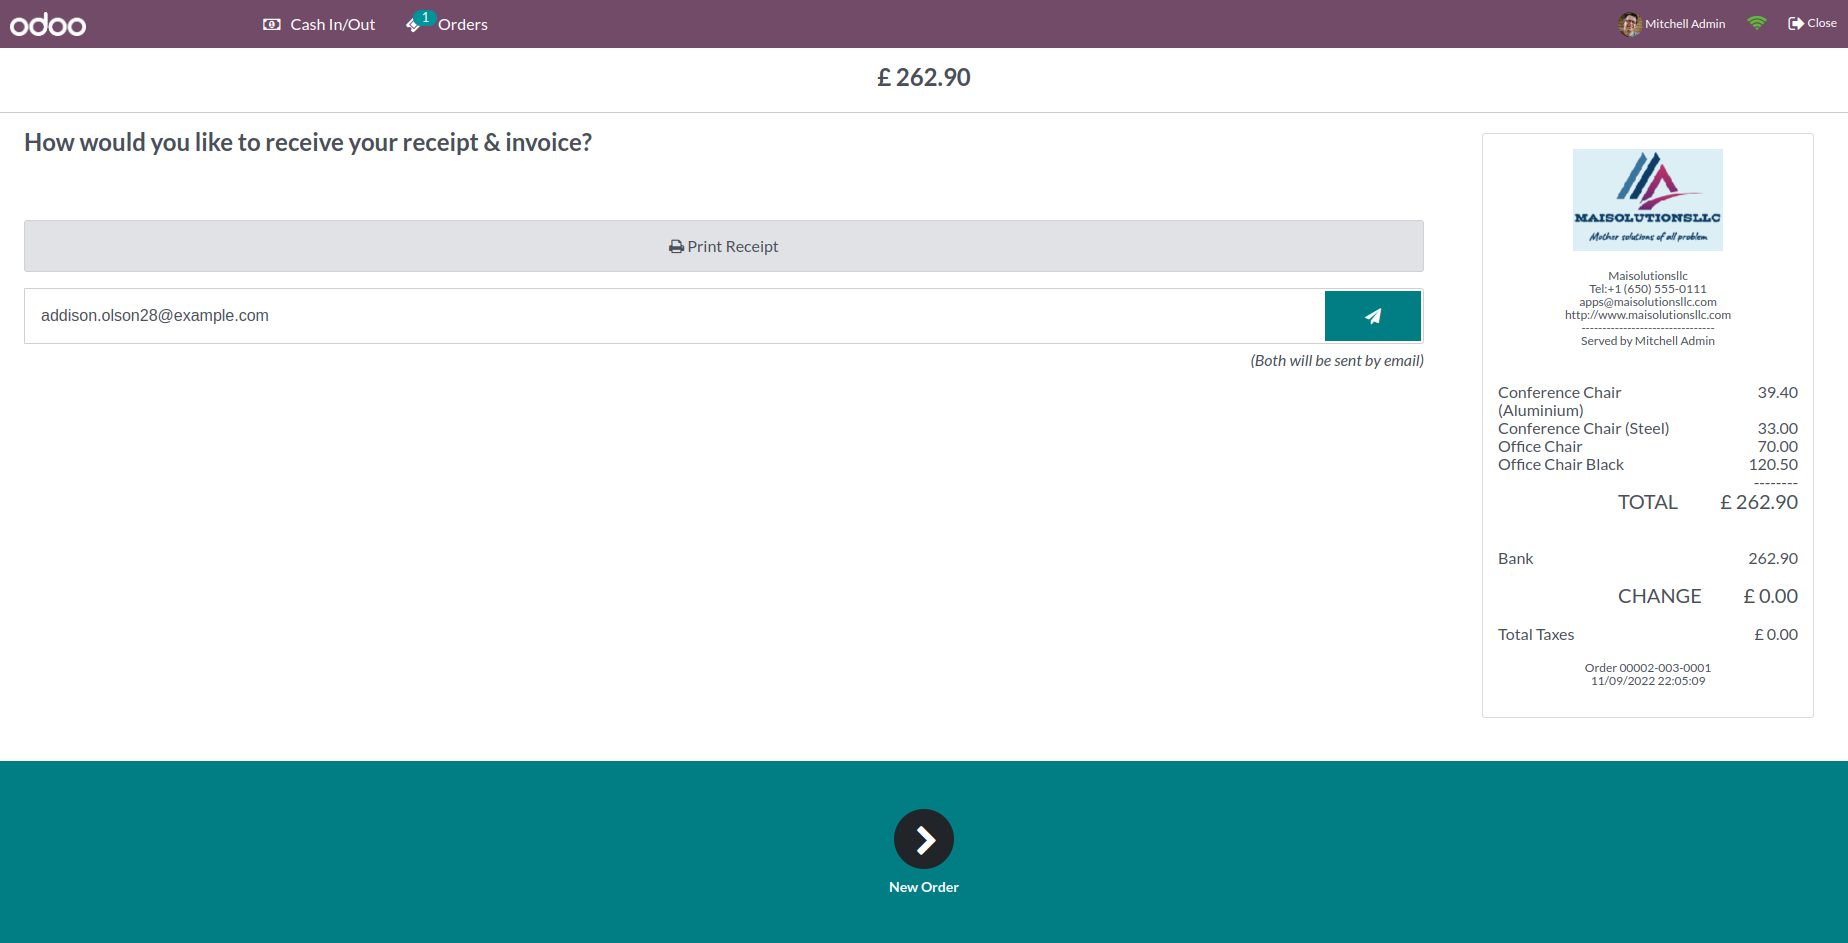 odoo
Cash In/Out
1
Orders
Mitchell Admin
Close
£ 262.90
How would you like to receive your receipt & invoice?
Print Receipt
addison.olson28@example.com
(Both will be sent by email)
MAISOLUTIONSLLC
Mother solutions of all problem
Maisolutionsllc
Tel:+1 (650) 555-0111
apps@maisolutionsllc.com
http://www.maisolutionsllc.com
--------------------------------
Served by Mitchell Admin
Conference Chair 39.40
(Aluminium)
Conference Chair (Steel) 33.00
Office Chair 70.00
Office Chair Black 120.50
--------
TOTAL £ 262.90
Bank 262.90
CHANGE £ 0.00
Total Taxes £ 0.00
Order 00002-003-0001
11/09/2022 22:05:09
New Order